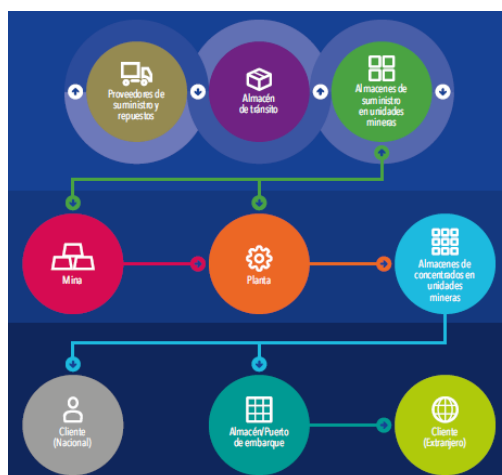 Proveedores de
suministro y
repuestos
Almacén
de tránsito
Almacenes de
suministro
en unidades
mineras
Mina
Planta
Almacenes de
concentrados en
unidades
mineras
Cliente
(Nacional)
Almacén/Puerto
de embarque
Cliente
(Extranjero)